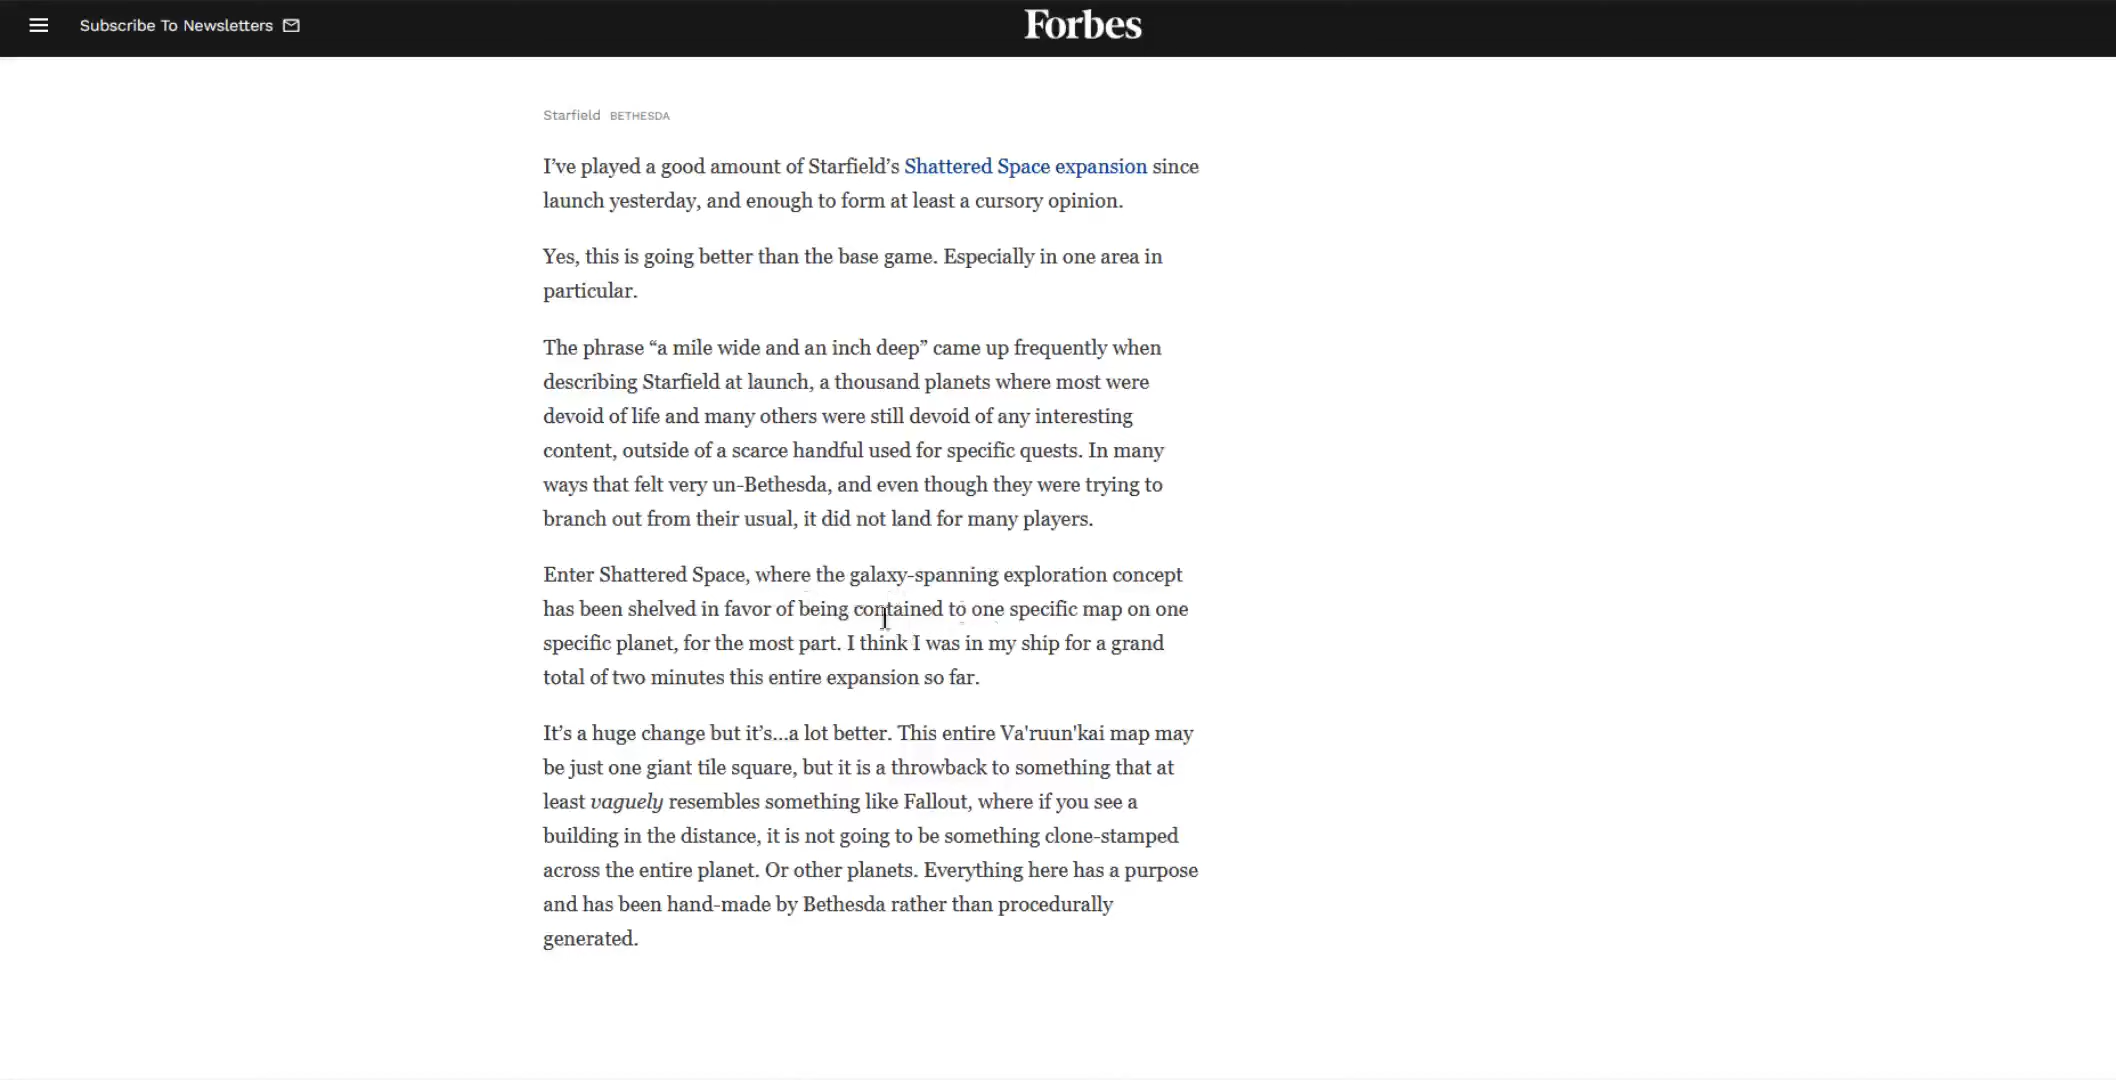 Subscribe To Newsletters
Forbes
Starfield BETHESDA
I’ve played a good amount of Starfield’s Shattered Space expansion since
launch yesterday, and enough to form at least a cursory opinion.
Yes, this is going better than the base game. Especially in one area in
particular.
The phrase “a mile wide and an inch deep” came up frequently when
describing Starfield at launch, a thousand planets where most were
devoid of life and many others were still devoid of any interesting
content, outside of a scarce handful used for specific quests. In many
ways that felt very un-Bethesda, and even though they were trying to
branch out from their usual, it did not land for many players.
Enter Shattered Space, where the galaxy-spanning exploration concept
has been shelved in favor of being contained to one specific map on one
specific planet, for the most part. I think I was in my ship for a grand
total of two minutes this entire expansion so far.
It’s a huge change but it’s...a lot better. This entire Va'ruun'kai map may
be just one giant tile square, but it is a throwback to something that at
least vaguely resembles something like Fallout, where if you see a
building in the distance, it is not going to be something clone-stamped
across the entire planet. Or other planets. Everything here has a purpose
and has been hand-made by Bethesda rather than procedurally
generated.